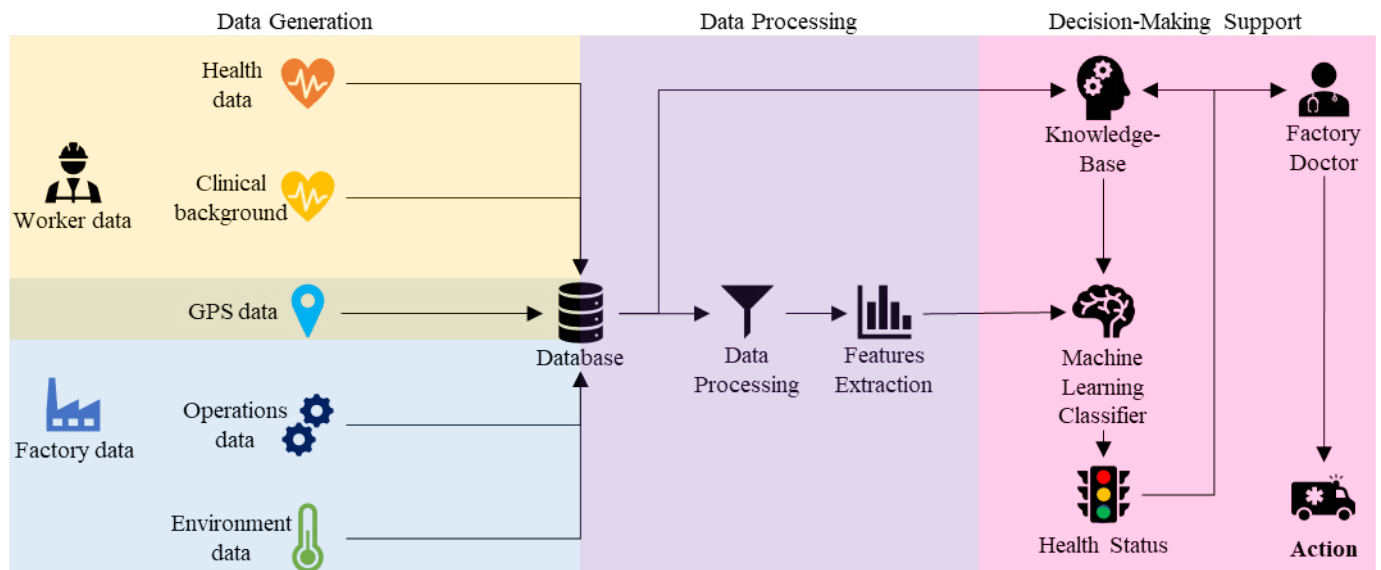 Data Generation
Data Processing
Decision-Making Support
Health
data
Clinical
background
Worker data
GPS data
Database
Operations
data
Factory data
Environment
data
Data
Processing
Features
Extraction
Knowledge-
Base
Factory
Doctor
Machine
Learning
Classifier
Health Status
Action